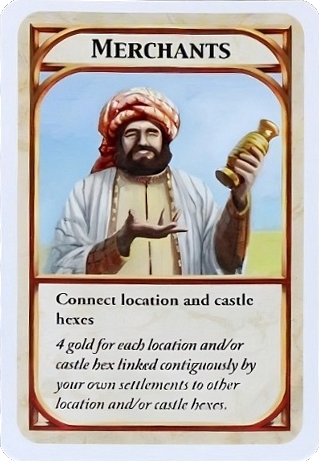 MERCHANTS
Connect location and castle
hexes
4 gold for each location and/or
castle hex linked contiguously by
your own settlements to other
location and/or castle hexes.